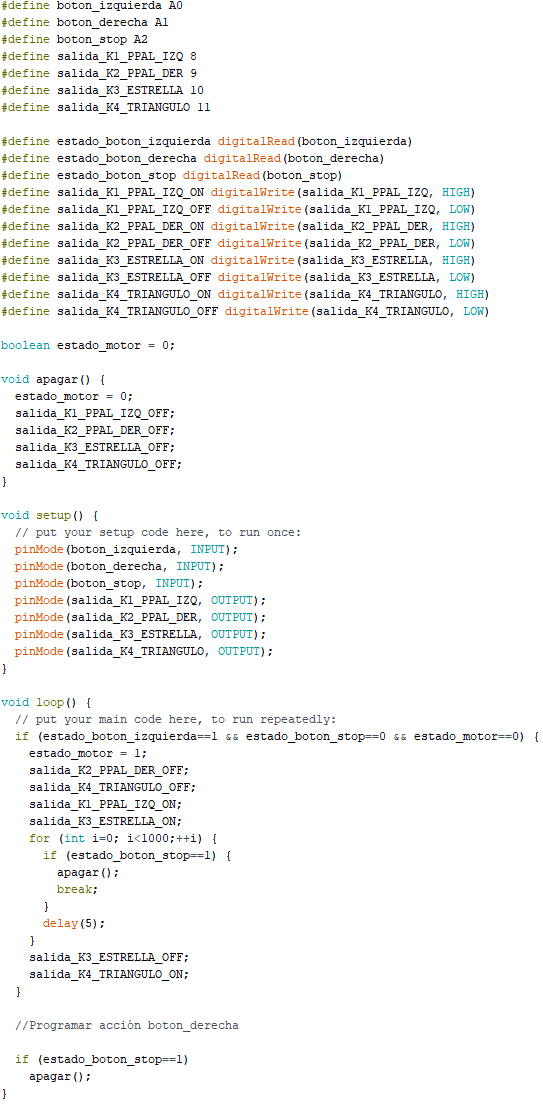 #define boton_izquierda A0
#define boton_derecha A1
#define boton_stop A2
#define salida_K1_PPAL_IZQ 8
#define salida_K2_PPAL_DER 9
#define salida_K3_ESTRELLA 10
#define salida_K4_TRIANGULO 11

#define estado_boton_izquierda digitalRead(boton_izquierda)
#define estado_boton_derecha digitalRead(boton_derecha)
#define estado_boton_stop digitalRead(boton_stop)
#define salida_K1_PPAL_IZQ_ON digitalWrite(salida_K1_PPAL_IZQ, HIGH)
#define salida_K1_PPAL_IZQ_OFF digitalWrite(salida_K1_PPAL_IZQ, LOW)
#define salida_K2_PPAL_DER_ON digitalWrite(salida_K2_PPAL_DER, HIGH)
#define salida_K2_PPAL_DER_OFF digitalWrite(salida_K2_PPAL_DER, LOW)
#define salida_K3_ESTRELLA_ON digitalWrite(salida_K3_ESTRELLA, HIGH)
#define salida_K3_ESTRELLA_OFF digitalWrite(salida_K3_ESTRELLA, LOW)
#define salida_K4_TRIANGULO_ON digitalWrite(salida_K4_TRIANGULO, HIGH)
#define salida_K4_TRIANGULO_OFF digitalWrite(salida_K4_TRIANGULO, LOW)

boolean estado_motor = 0;

void apagar() {
  estado_motor = 0;
  salida_K1_PPAL_IZQ_OFF;
  salida_K2_PPAL_DER_OFF;
  salida_K3_ESTRELLA_OFF;
  salida_K4_TRIANGULO_OFF;
}

void setup() {
  // put your setup code here, to run once:
  pinMode(boton_izquierda, INPUT);
  pinMode(boton_derecha, INPUT);
  pinMode(boton_stop, INPUT);
  pinMode(salida_K1_PPAL_IZQ, OUTPUT);
  pinMode(salida_K2_PPAL_DER, OUTPUT);
  pinMode(salida_K3_ESTRELLA, OUTPUT);
  pinMode(salida_K4_TRIANGULO, OUTPUT);
}

void loop() {
  // put your main code here, to run repeatedly:
  if (estado_boton_izquierda==1 && estado_boton_stop==0 && estado_motor==0) {
    estado_motor = 1;
    salida_K2_PPAL_DER_OFF;
    salida_K4_TRIANGULO_OFF;
    salida_K1_PPAL_IZQ_ON;
    salida_K3_ESTRELLA_ON;
    for (int i=0; i<1000;++i) {
      if (estado_boton_stop==1) {
        apagar();
        break;
      }
      delay(5);
    }
    salida_K3_ESTRELLA_OFF;
    salida_K4_TRIANGULO_ON;
  }

  //Programar acción boton_derecha

  if (estado_boton_stop==1)
    apagar();
}